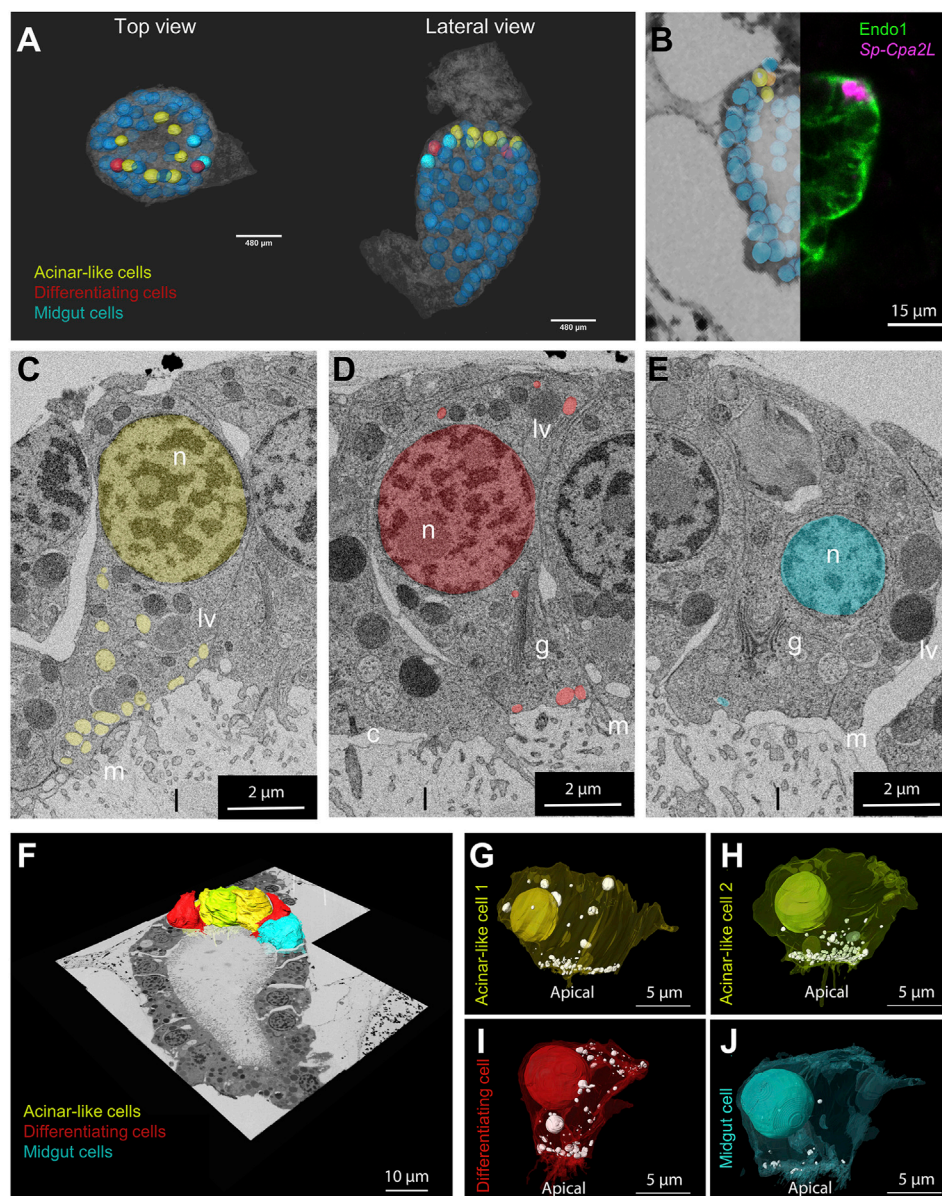 A
Top view
Lateral view
480 µm
480 µm
Acinar-like cells
Differentiating cells
Midgut cells
B
Endo1
Sp-Cpa2L
15 µm
C
n
lv
m
l
2 µm
D
lv
n
g
c
m
l
2 µm
E
n
g
lv
m
l
2 µm
F
Acinar-like cells
Differentiating cells
Midgut cells
10 µm
G
Acinar-like cell 1
Apical
5 µm
H
Acinar-like cell 2
Apical
5 µm
I
Differentiating cell
Apical
5 µm
J
Midgut cell
Apical
5 µm